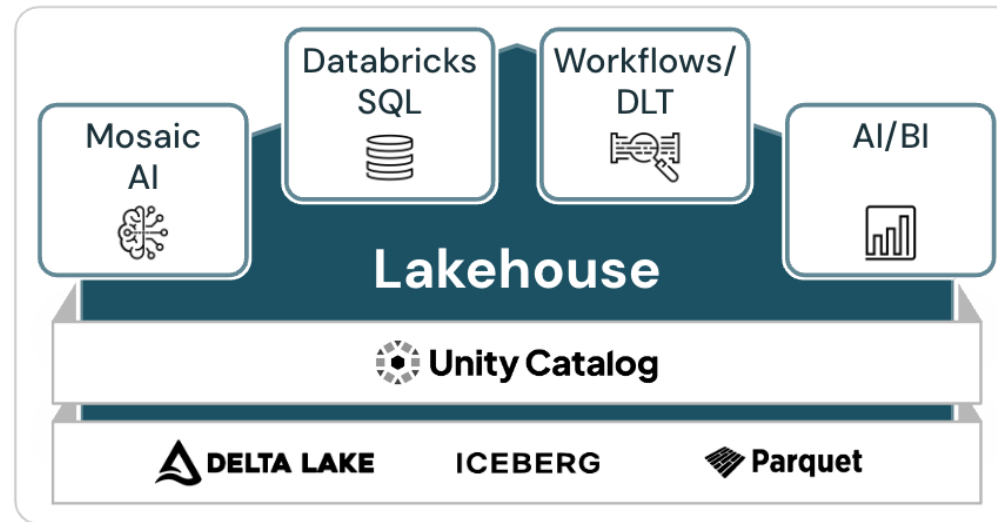 Databricks
SQL
Workflows/
DLT
Mosaic
AI
AI/BI
Lakehouse
Unity Catalog
DELTA LAKE
ICEBERG
Parquet